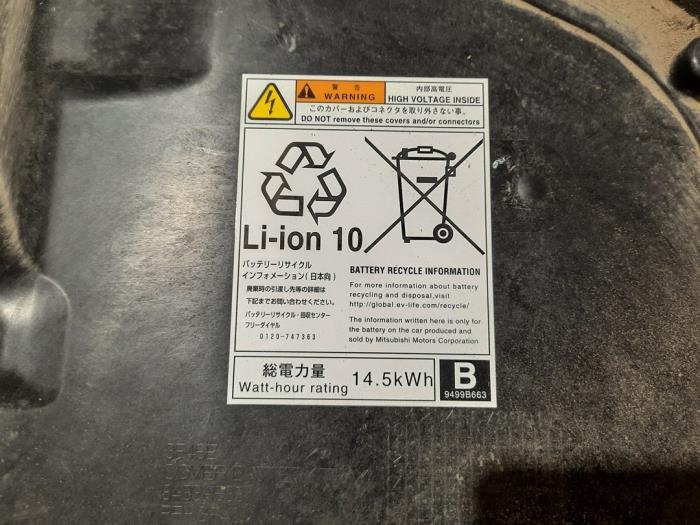 警告
WARNING
内部高電圧
HIGH VOLTAGE INSIDE
このカバーおよびコネクタを取り外さない事。
DO NOT remove these covers and/or connectors
Li-ion 10
バッテリーリサイクル
インフォメーション(日本向)
廃棄時の引渡し先等の詳細は
下記までお問い合わせください。
バッテリーリサイクル・回収センター
フリーダイヤル
0120-747363
BATTERY RECYCLE INFORMATION
For more information about battery
recycling and disposal,visit
http://global.ev-life.com/recycle/
The information written here is only for
the battery on the car produced and
sold by Mitsubishi Motors Corporation
総電力量
Watt-hour rating
14.5kWh
B
9499B663